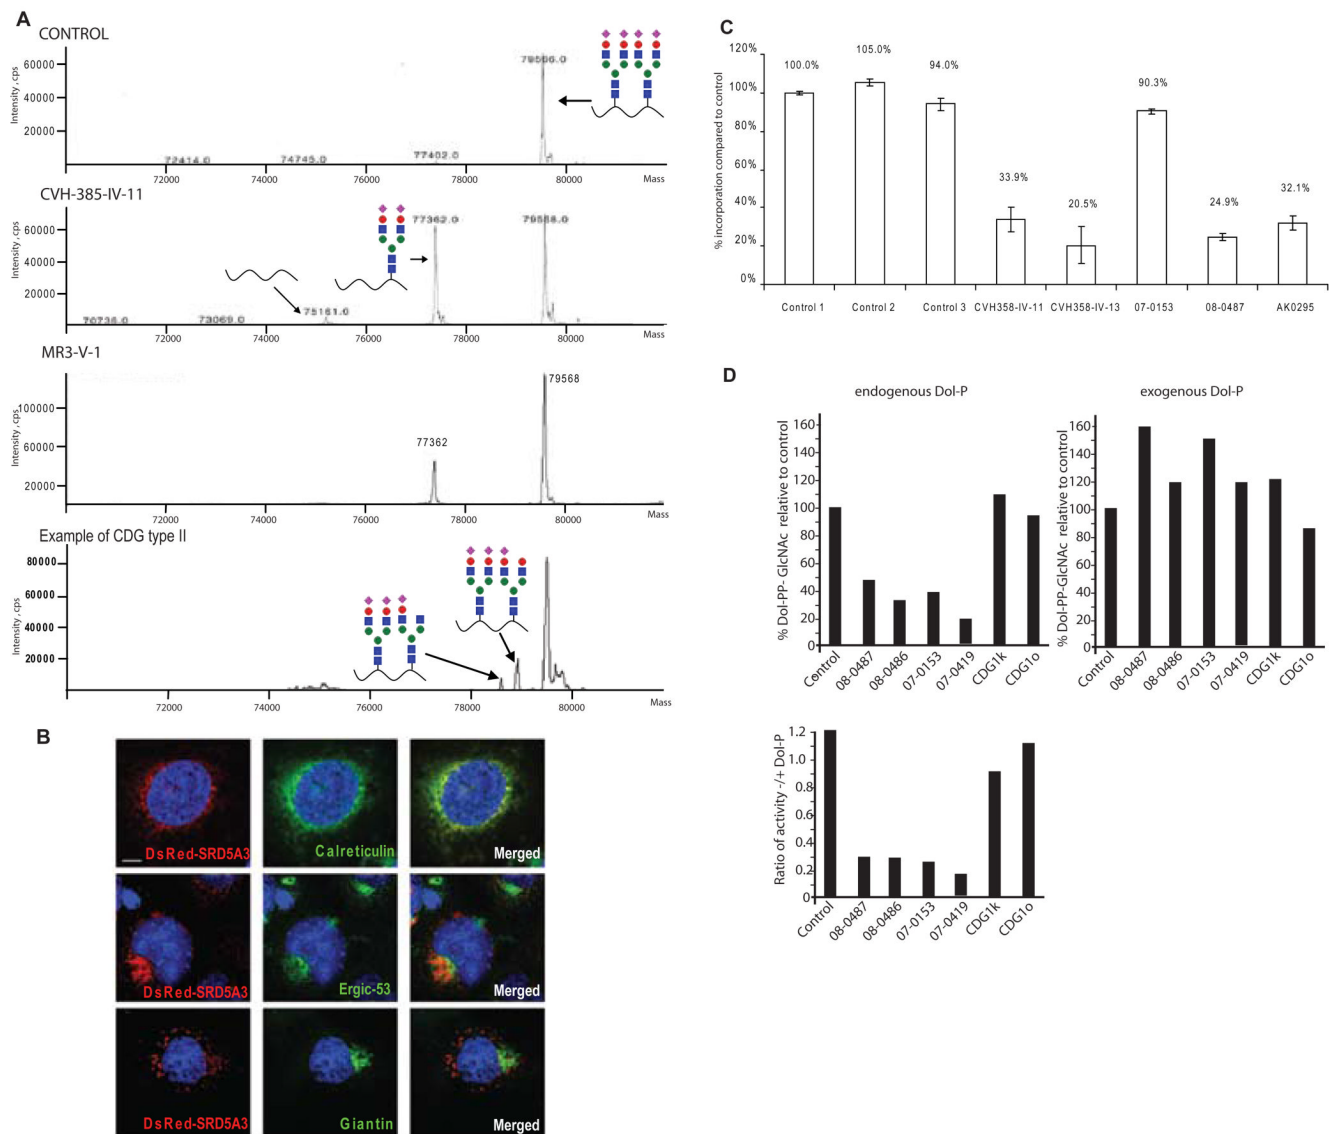 A
CONTROL
Intensity, cps
60000
40000
20000
72414.0
74745.0
77402.0
79566.0
72000
74000
76000
78000
80000
Mass
CVH-385-IV-11
Intensity, cps
60000
40000
20000
70738.0
73069.0
75161.0
77362.0
79568.0
72000
74000
76000
78000
80000
Mass
MR3-V-1
Intensity, cps
100000
60000
20000
77362
79568
72000
74000
76000
78000
80000
Mass
Example of CDG type II
Intensity, cps
80000
60000
40000
20000
72000
74000
76000
78000
80000
Mass
B
DsRed-SRD5A3
Calreticulin
Merged
DsRed-SRD5A3
Ergic-53
Merged
DsRed-SRD5A3
Giantin
Merged
C
% incorporation compared to control
120%
100%
80%
60%
40%
20%
0%
100.0%
105.0%
94.0%
33.9%
20.5%
90.3%
24.9%
32.1%
Control 1
Control 2
Control 3
CVH358-IV-11
CVH358-IV-13
07-0153
08-0487
AK0295
D
endogenous Dol-P
% Dol-PP- GlcNAc relative to control
160
140
120
100
80
60
40
20
0
Control
08-0487
08-0486
07-0153
07-0419
CDG1k
CDG1o
exogenous Dol-P
% Dol-PP-GlcNAc relative to control
160
140
120
100
80
60
40
20
0
Control
08-0487
08-0486
07-0153
07-0419
CDG1k
CDG1o
Ratio of activity -/+ Dol-P
1.2
1.0
0.8
0.6
0.4
0.2
0
Control
08-0487
08-0486
07-0153
07-0419
CDG1k
CDG1o